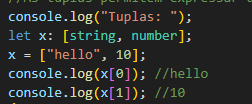 console.log("Tuplas: ");
let x: [string, number];
x = ["hello", 10];
console.log(x[0]); //hello
console.log(x[1]); //10